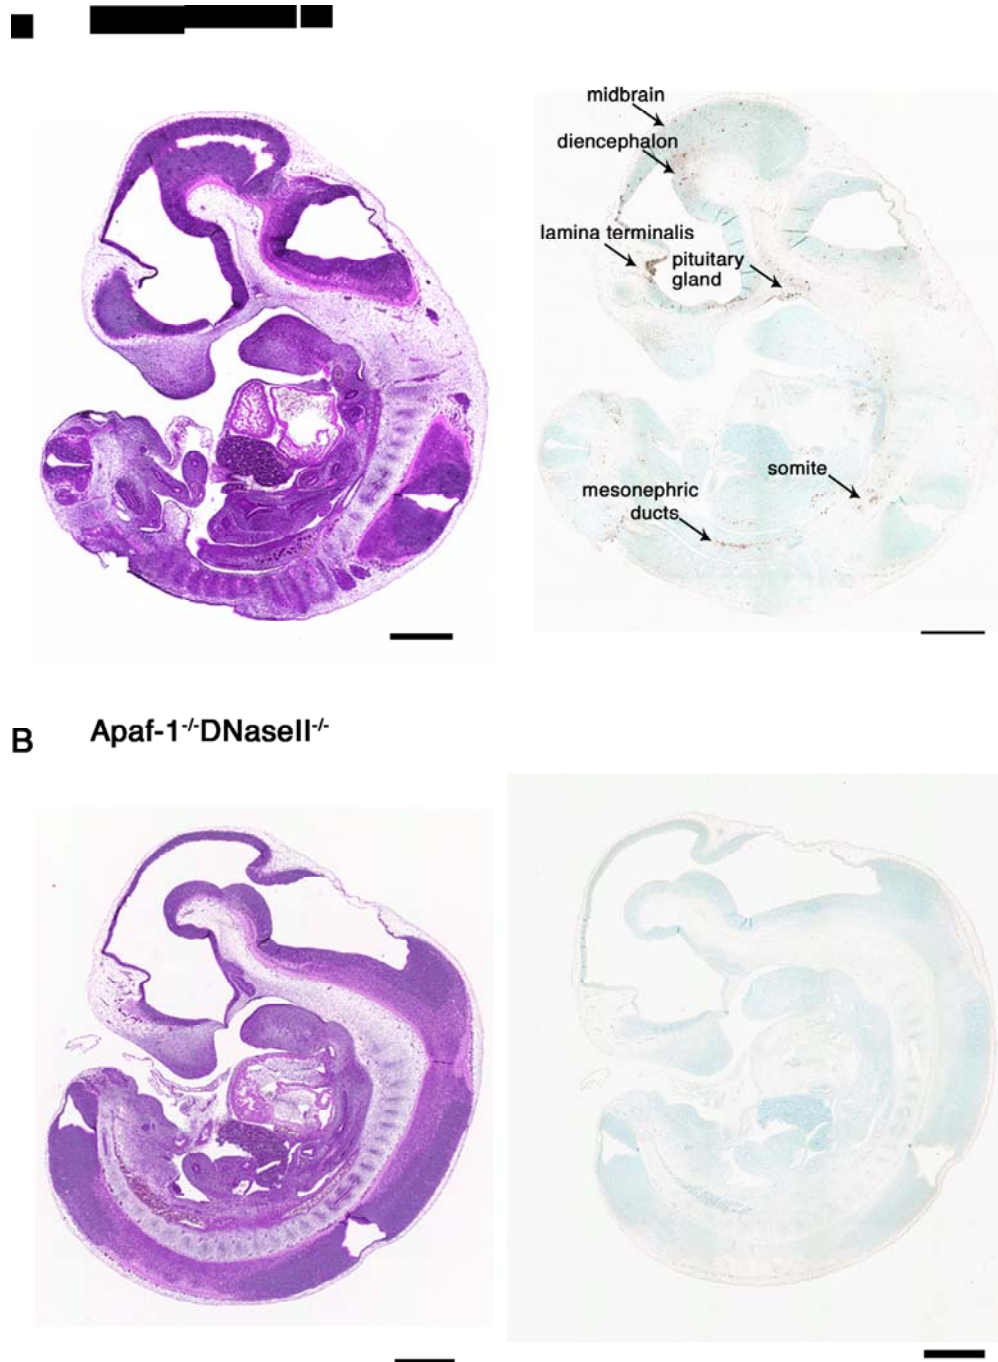 midbrain
diencephalon
lamina terminalis
pituitary
gland
somite
mesonephric
ducts
B Apaf-1-/-DNaseII-/-